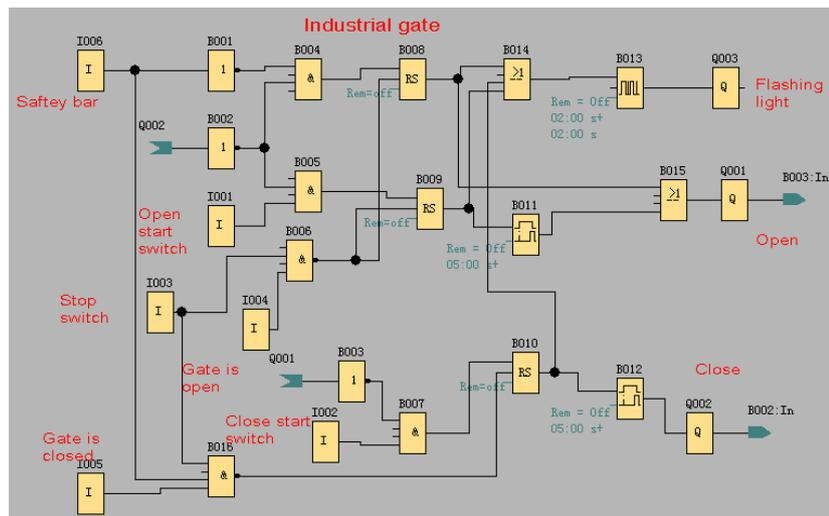 Industrial gate
I006
B001
B004
B008
B014
B013
Q003
I
1
&
RS
≥1
Q
Rem=off
Saftey bar
Rem = Off
02:00 s+
02:00 s
Flashing
light
Q002
B002
1
B005
&
B009
RS
Rem=off
B015
≥1
Q001
Q
B003:In
I001
I
Open
start
switch
B006
&
B011
Rem = Off
05:00 s+
Open
Stop
switch
I003
I
I004
I
Gate is
open
Q001
B003
1
B010
RS
Rem=off
B012
Rem = Off
05:00 s+
Close
Close start
switch
I002
I
B007
&
Q002
Q
B002:In
Gate is
closed
I005
I
B016
&